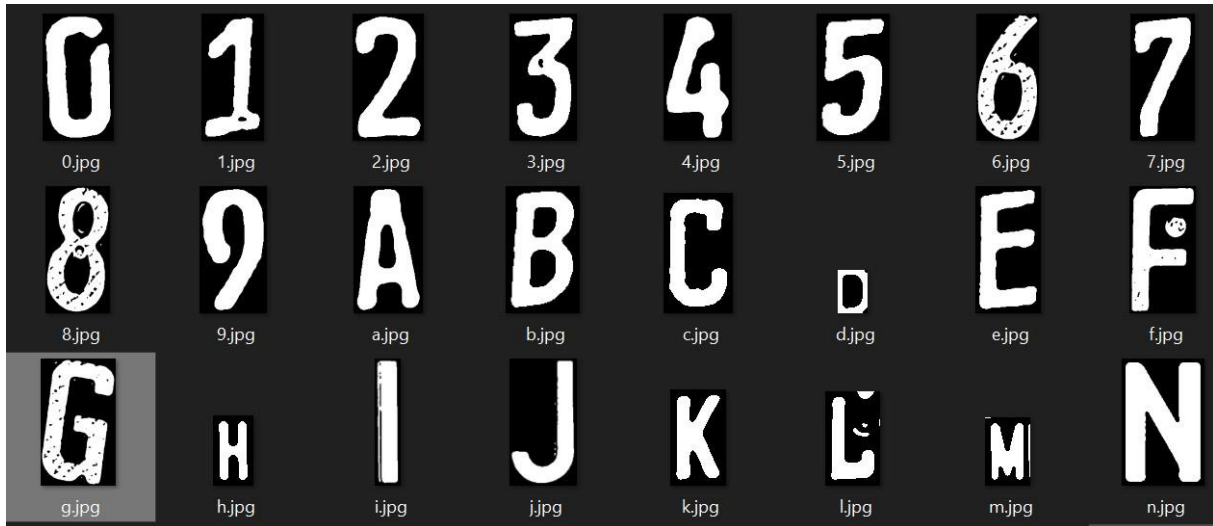 0 1 2 3 4 5 6 7
0.jpg 1.jpg 2.jpg 3.jpg 4.jpg 5.jpg 6.jpg 7.jpg
8 9 A B C D E F
8.jpg 9.jpg a.jpg b.jpg c.jpg d.jpg e.jpg f.jpg
G H I J K L M N
g.jpg h.jpg i.jpg j.jpg k.jpg l.jpg m.jpg n.jpg